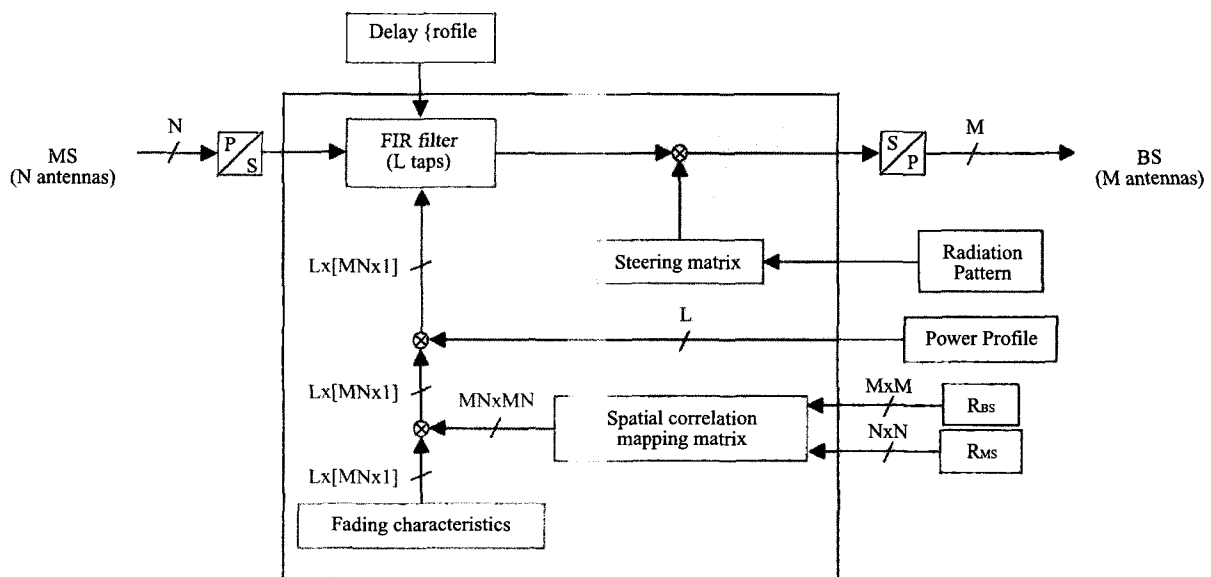 Delay {rofile
MS
(N antennas)
N
P
S
FIR filter
(L taps)
S
P
M
BS
(M antennas)
Lx[MNx1]
Steering matrix
Radiation
Pattern
L
Power Profile
Lx[MNx1]
MNxMN
Spatial correlation
mapping matrix
MxM
RBS
NxN
RMS
Lx[MNx1]
Fading characteristics